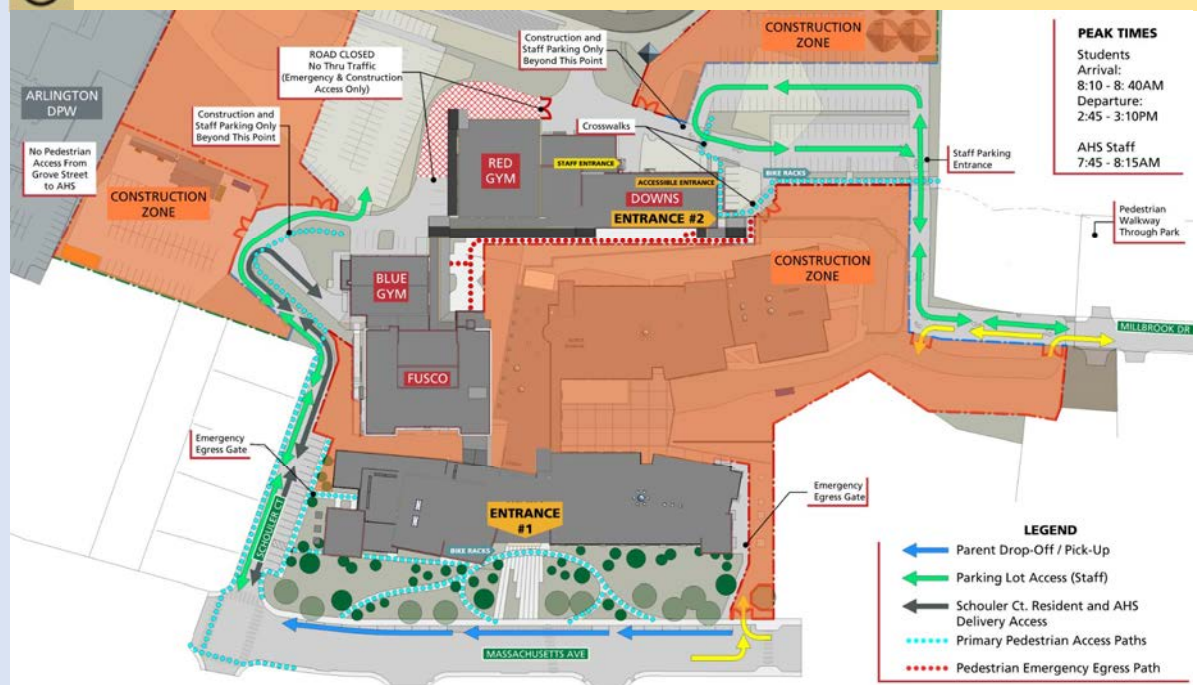 CONSTRUCTION
ZONE
Construction and
Staff Parking Only
Beyond This Point
ROAD CLOSED
No Thru Traffic
(Emergency & Construction
Access Only)
PEAK TIMES
Students
Arrival:
8:10 - 8: 40AM
Departure:
2:45 - 3:10PM
AHS Staff
7:45 - 8:15AM
ARLINGTON
DPW
Construction and
Staff Parking Only
Beyond This Point
Crosswalks
No Pedestrian
Access From
Grove Street
to AHS
RED
GYM
STAFF ENTRANCE
Staff Parking
Entrance
BIKE RACKS
ACCESSIBLE ENTRANCE
DOWNS
ENTRANCE #2
CONSTRUCTION
ZONE
Pedestrian
Walkway
Through Park
CONSTRUCTION
ZONE
BLUE
GYM
MILLBROOK DR
FUSCO
Emergency
Egress Gate
Emergency
Egress Gate
ENTRANCE
#1
SCHOULER CT
BIKE RACKS
MASSACHUSETTS AVE
LEGEND
Parent Drop-Off / Pick-Up
Parking Lot Access (Staff)
Schouler Ct. Resident and AHS
Delivery Access
Primary Pedestrian Access Paths
Pedestrian Emergency Egress Path